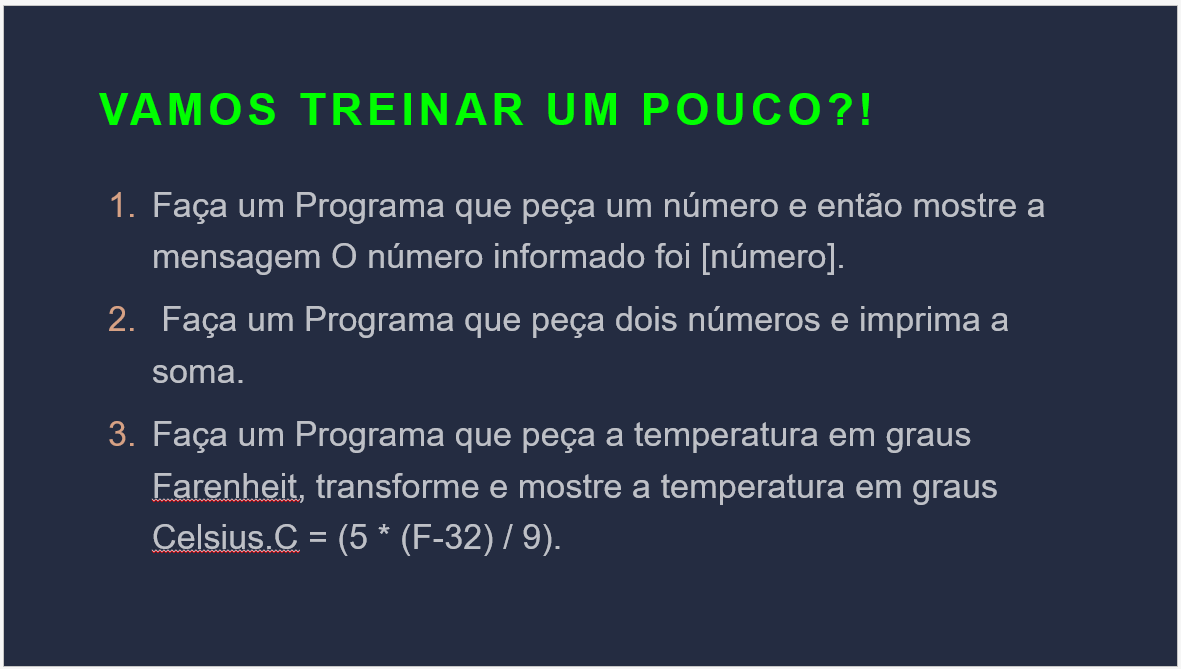 VAMOS TREINAR UM POUCO?!
1. Faça um Programa que peça um número e então mostre a
mensagem O número informado foi [número].
2. Faça um Programa que peça dois números e imprima a
soma.
3. Faça um Programa que peça a temperatura em graus
Farenheit, transforme e mostre a temperatura em graus
Celsius.C = (5 * (F-32) / 9).